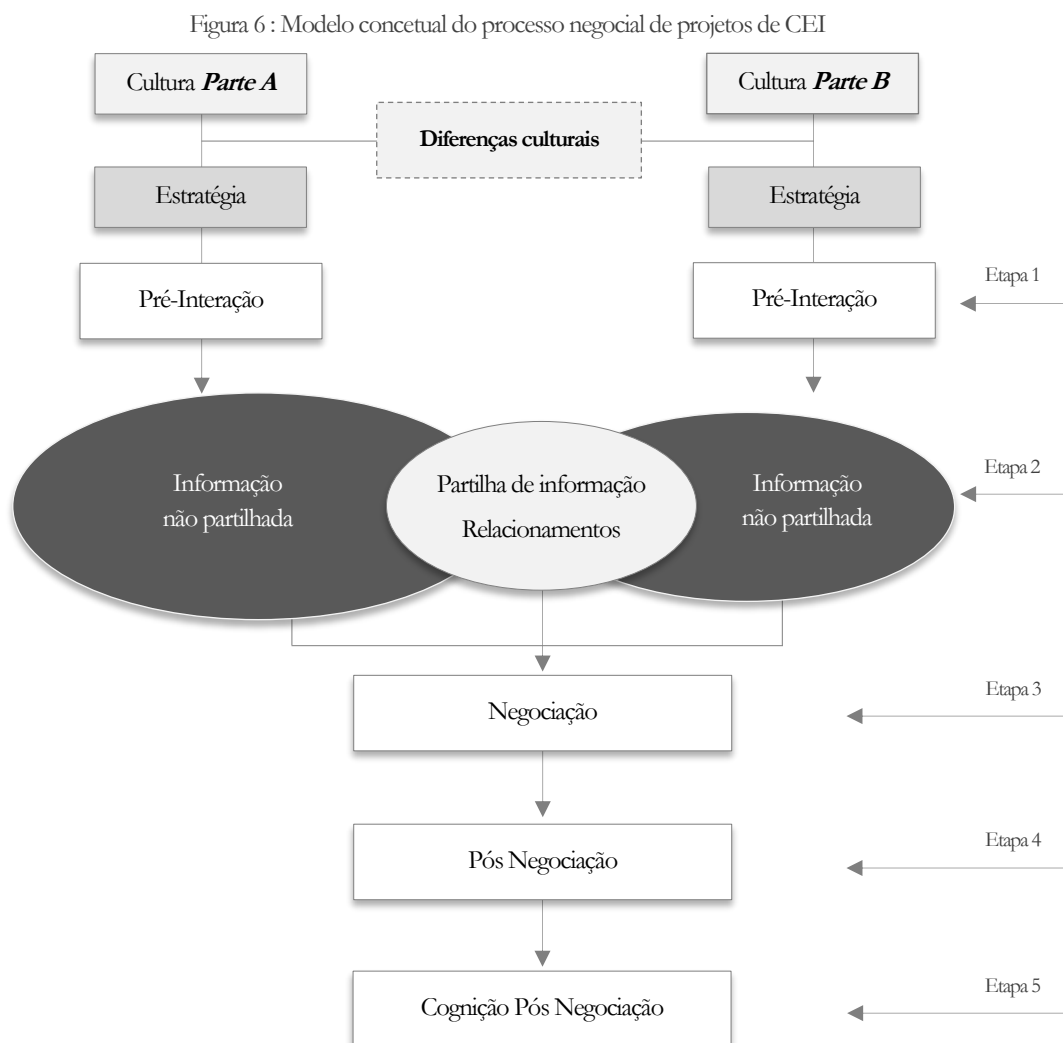 Figura 6 : Modelo concetual do processo negocial de projetos de CEI
Cultura Parte A
Cultura Parte B
Diferenças culturais
Estratégia
Estratégia
Pré-Interação
Pré-Interação
Etapa 1
Informação
não partilhada
Partilha de informação
Relacionamentos
Informação
não partilhada
Etapa 2
Negociação
Etapa 3
Pós Negociação
Etapa 4
Cognição Pós Negociação
Etapa 5